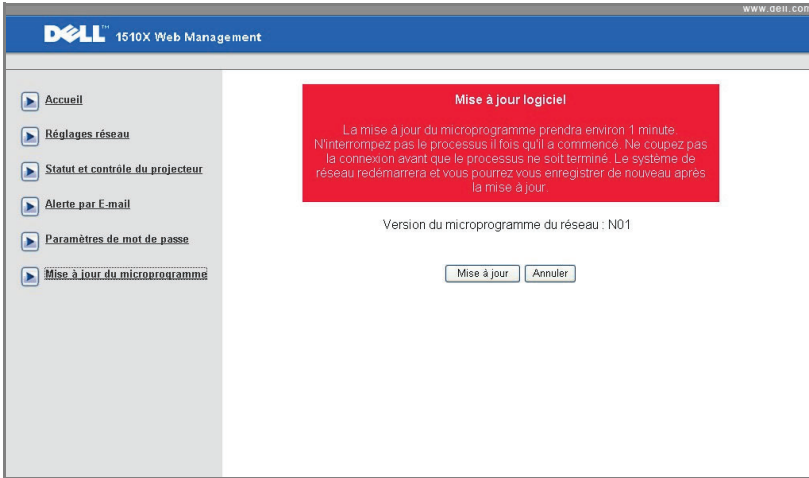 www.dell.com
DELL™ 1510X Web Management
Accueil
Réglages réseau
Statut et contrôle du projecteur
Alerte par E-mail
Paramètres de mot de passe
Mise à jour du microprogramme
Mise à jour logiciel
La mise à jour du microprogramme prendra environ 1 minute.
N'interrompez pas le processus il fois qu'il a commencé. Ne coupez pas
la connexion avant que le processus ne soit terminé. Le système de
réseau redémarrera et vous pourrez vous enregistrer de nouveau après
la mise à jour.
Version du microprogramme du réseau : N01
Mise à jour Annuler